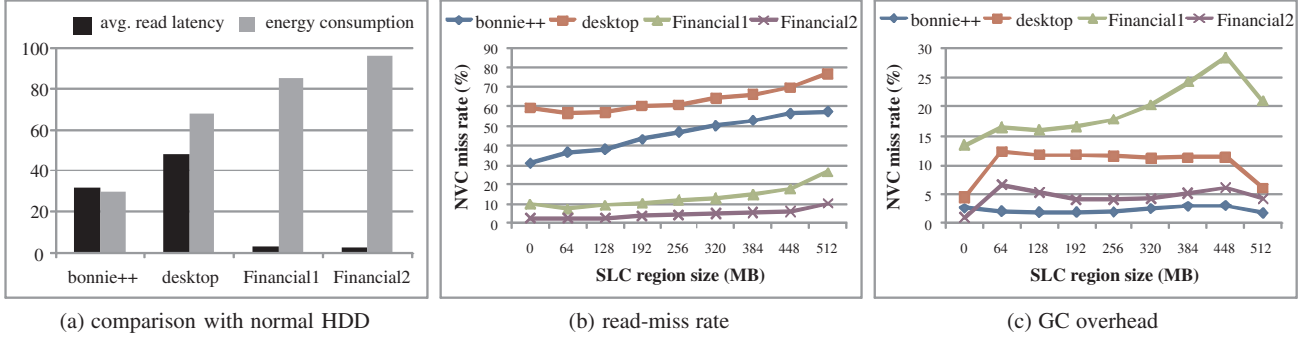 avg. read latency energy consumption
100
80
60
40
20
0
bonnie++ desktop Financial1 Financial2
(a) comparison with normal HDD
bonnie++ desktop Financial1 Financial2
NVC miss rate (%)
90
80
70
60
50
40
30
20
10
0
0 64 128 192 256 320 384 448 512
SLC region size (MB)
(b) read-miss rate
bonnie++ desktop Financial1 Financial2
NVC miss rate (%)
30
25
20
15
10
5
0
0 64 128 192 256 320 384 448 512
SLC region size (MB)
(c) GC overhead